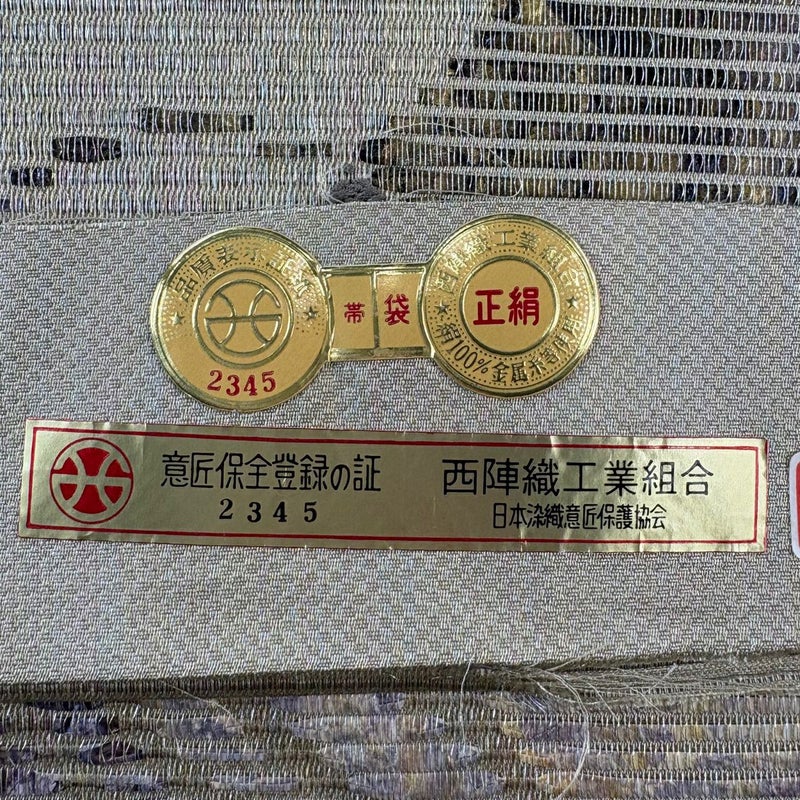 品質表示証紙
2345
帯 袋
西陣織工業組合
正絹
絹100%金属糸等使用
意匠保全登録の証
2345
西陣織工業組合
日本染織意匠保護協会